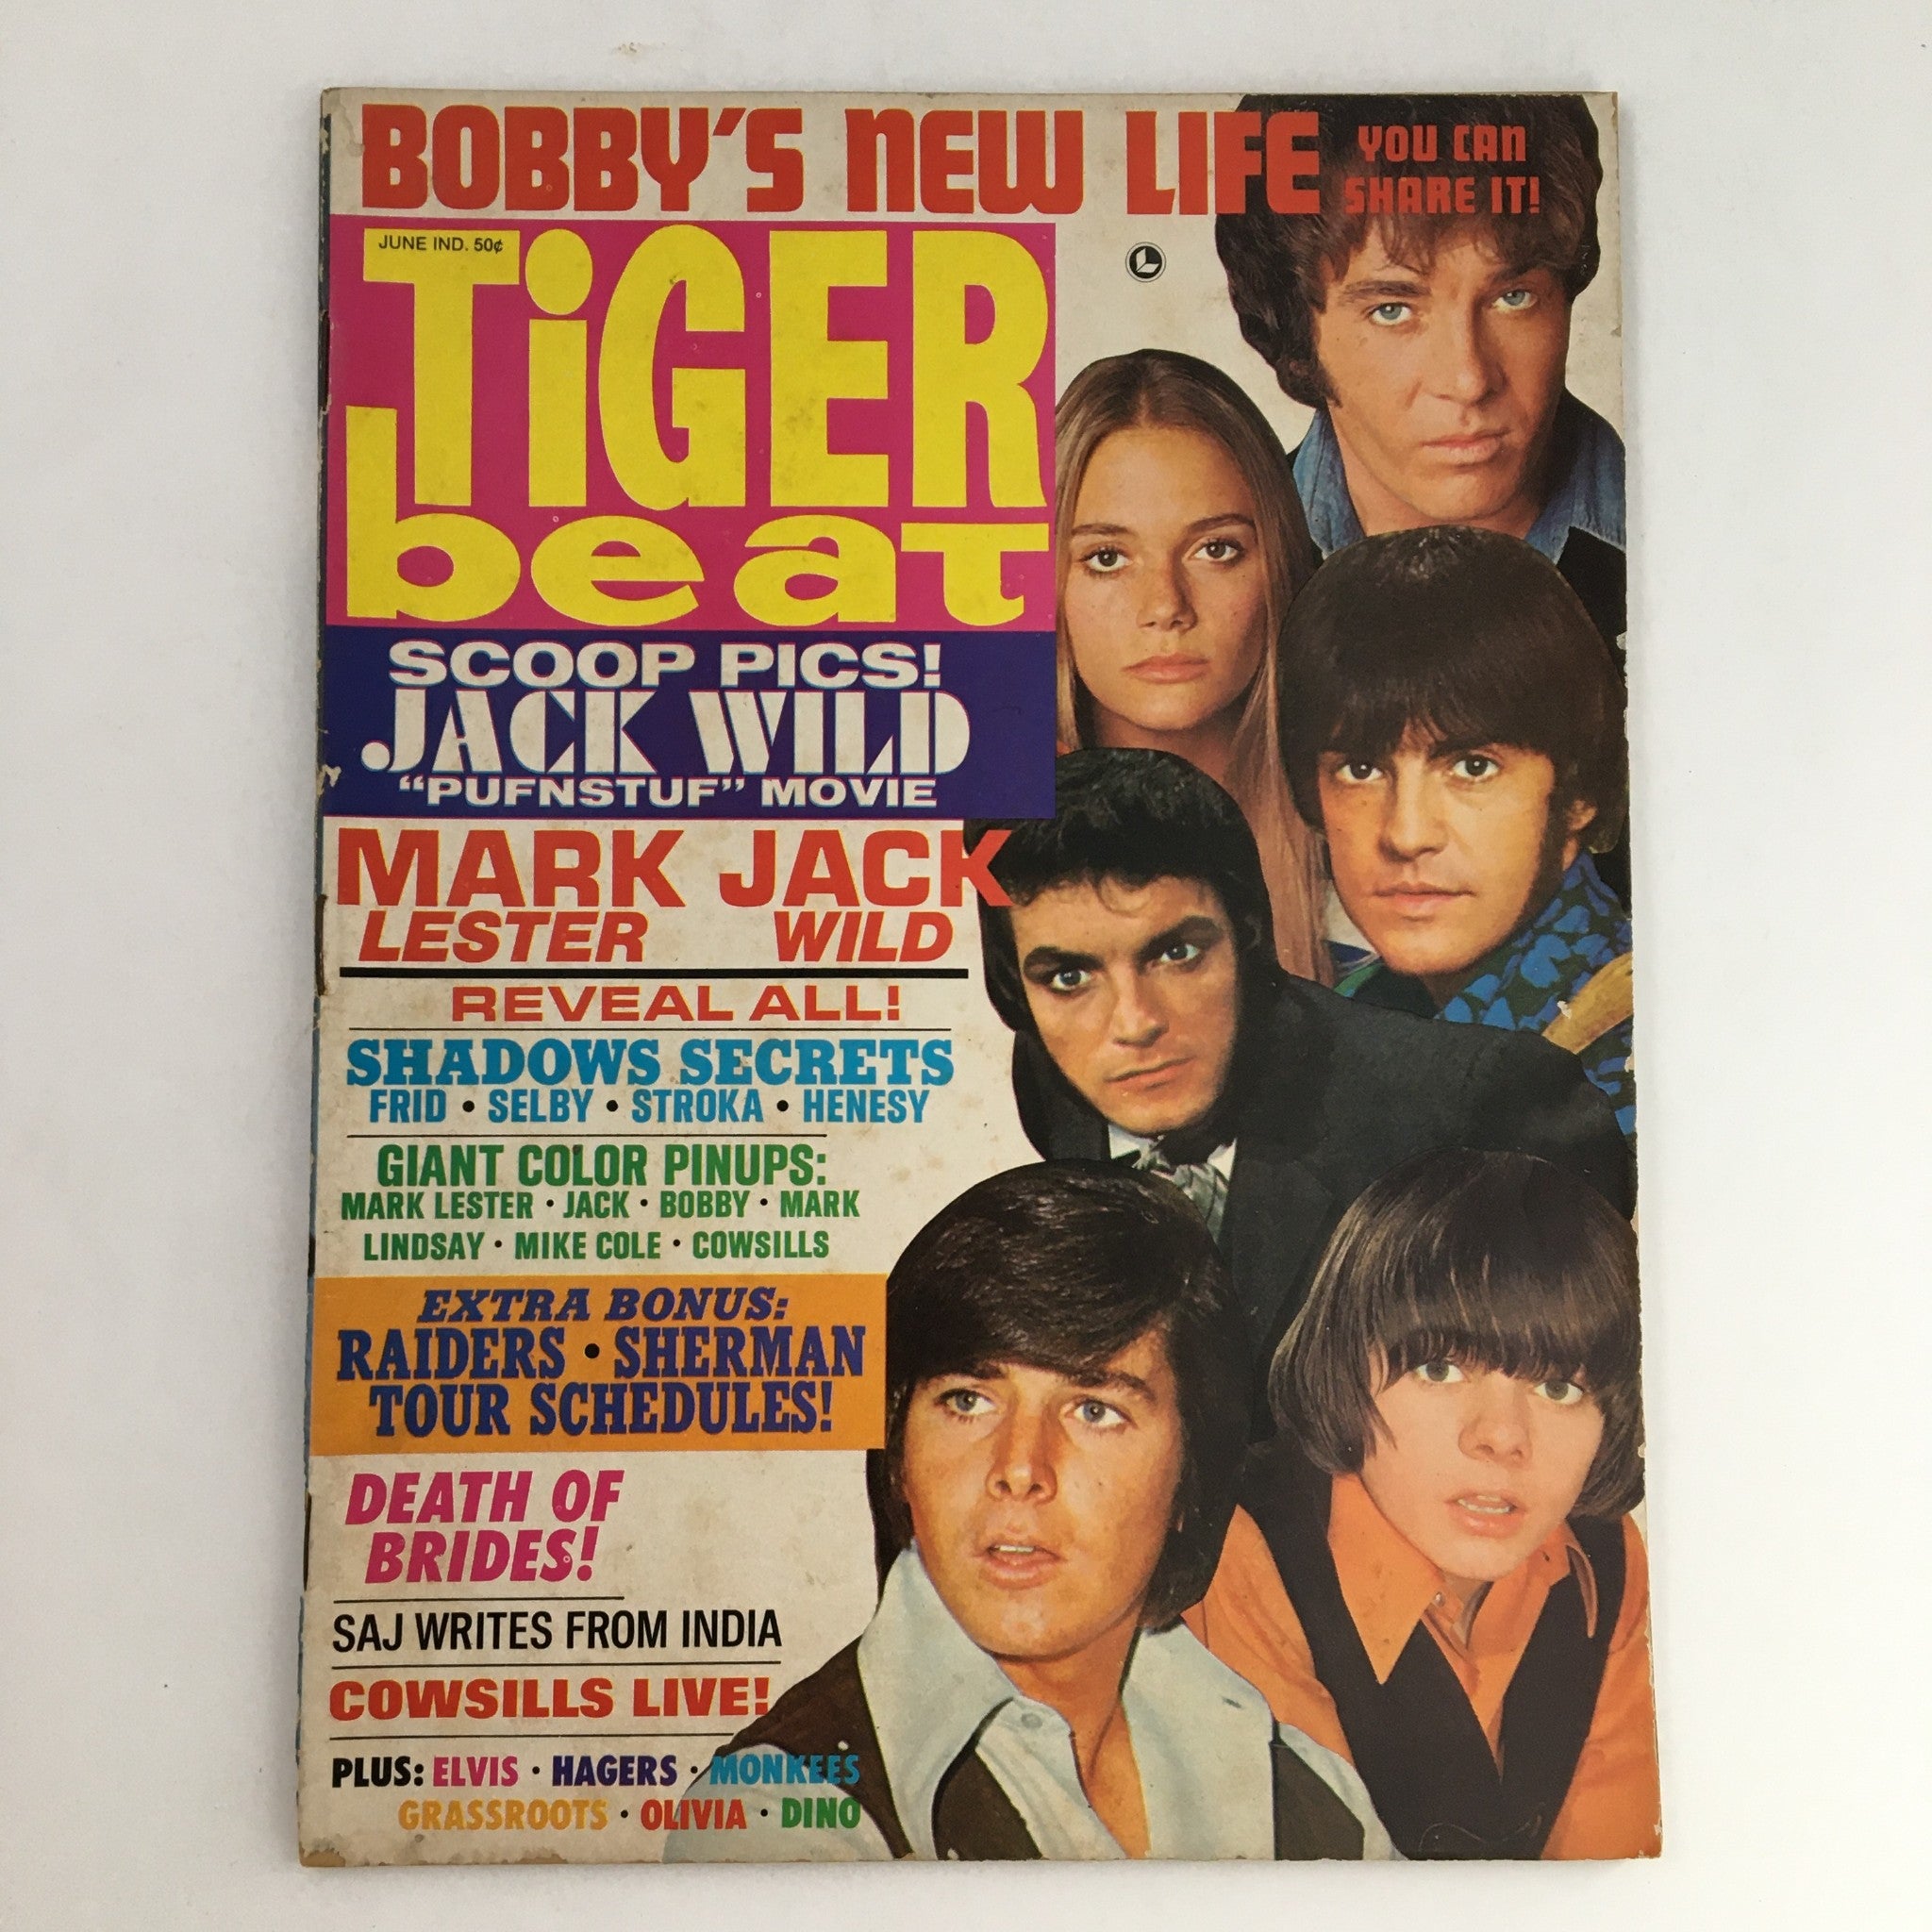 BOBBY'S NEW LIFE
YOU CAN
SHARE IT!
JUNE IND. 50¢
TiGER
beat
SCOOP PICS!
JACK WILD
“PUFNSTUF” MOVIE
MARK JACK
LESTER WILD
REVEAL ALL!
SHADOWS SECRETS
FRID • SELBY • STROKA • HENESY
GIANT COLOR PINUPS:
MARK LESTER • JACK • BOBBY • MARK
LINDSAY • MIKE COLE • COWSILLS
EXTRA BONUS:
RAIDERS • SHERMAN
TOUR SCHEDULES!
DEATH OF
BRIDES!
SAJ WRITES FROM INDIA
COWSILLS LIVE!
PLUS: ELVIS • HAGERS • MONKEES
GRASSROOTS • OLIVIA • DINO